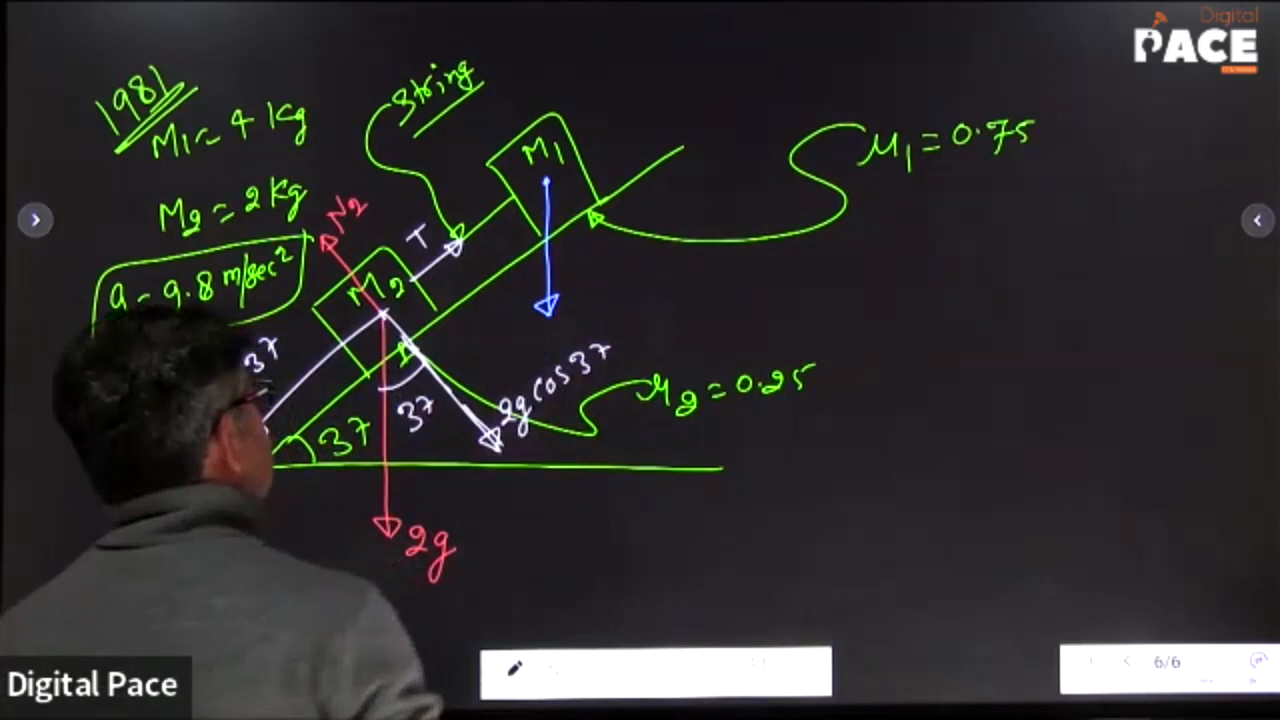 Digital
PACE
1981
M1 = 4 Kg
M2 = 2 Kg
g = 9.8 m/sec²
String
M1
μ1 = 0.75
N2
T
M2
37
37
37
2g cos 37
μ2 = 0.25
2g
6/6
Digital Pace